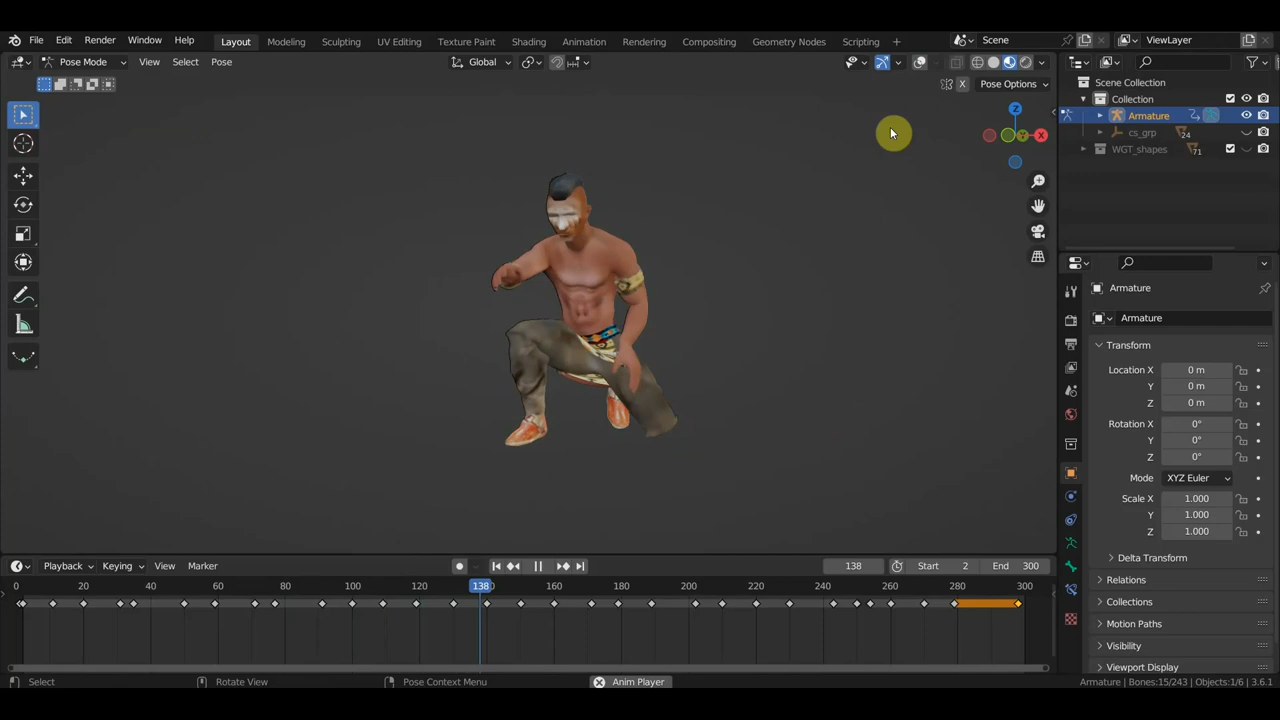 File Edit Render Window Help Layout Modeling Sculpting UV Editing Texture Paint Shading Animation Rendering Compositing Geometry Nodes Scripting + Scene ViewLayer
Pose Mode View Select Pose Global
X Pose Options
Scene Collection
Collection
Armature
cs_grp 24
WGT_shapes 71
Z
Y X
Armature
Armature
Transform
Location X 0 m
Y 0 m
Z 0 m
Rotation X 0°
Y 0°
Z 0°
Mode XYZ Euler
Scale X 1.000
Y 1.000
Z 1.000
Delta Transform
Relations
Collections
Motion Paths
Visibility
Viewport Display
Playback Keying View Marker 138 Start 2 End 300
0 20 40 60 80 100 120 138 160 180 200 220 240 260 280 300
Select Rotate View Pose Context Menu Anim Player Armature | Bones:15/243 | Objects:1/6 | 3.6.1